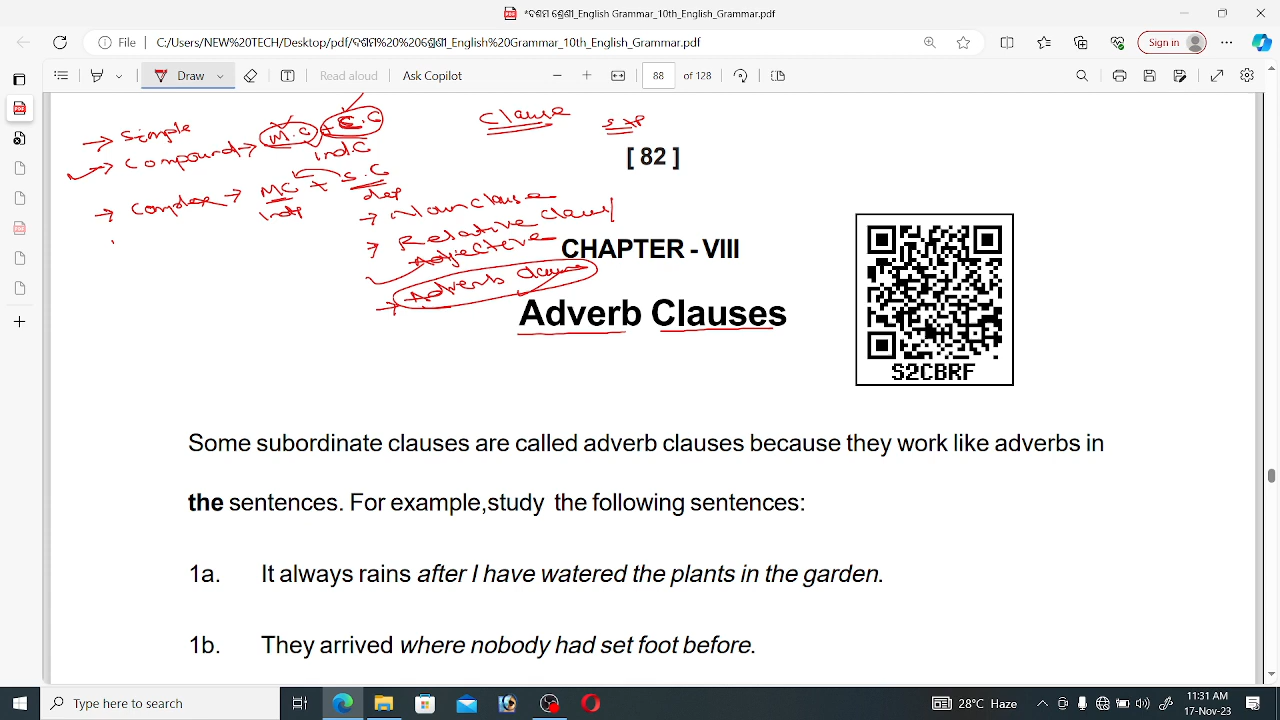 *ଦଶମ ଶ୍ରେଣୀ_English Grammar_10th_English_Grammar.pdf
File
C:/Users/NEW%20TECH/Desktop/pdf/ଦଶମ%20ଶ୍ରେଣୀ_English%20Grammar_10th_English_Grammar.pdf
Sign in
Draw
Read aloud
Ask Copilot
88
of 128
Clause
S+P
→ Simple
→ Compound → M.C + C.C
ind C
→ Complex → MC + S.C
Indp
dep
→ Noun clause
→ Relative clause
Adjective
→ Adverb clause
[ 82 ]
CHAPTER - VIII
Adverb Clauses
S2CBRF
Some subordinate clauses are called adverb clauses because they work like adverbs in
the sentences. For example,study the following sentences:
1a. It always rains after I have watered the plants in the garden.
1b. They arrived where nobody had set foot before.
Type here to search
28°C Haze
11:31 AM
17-Nov-23